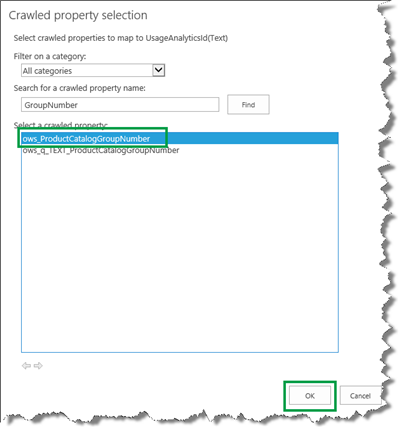 Crawled property selection
Select crawled properties to map to UsageAnalyticsId(Text)
Filter on a category:
All categories
Search for a crawled property name:
GroupNumber
Find
Select a crawled property:
ows_ProductCatalogGroupNumber
ows_q_TEXT_ProductCatalogGroupNumber
OK
Cancel